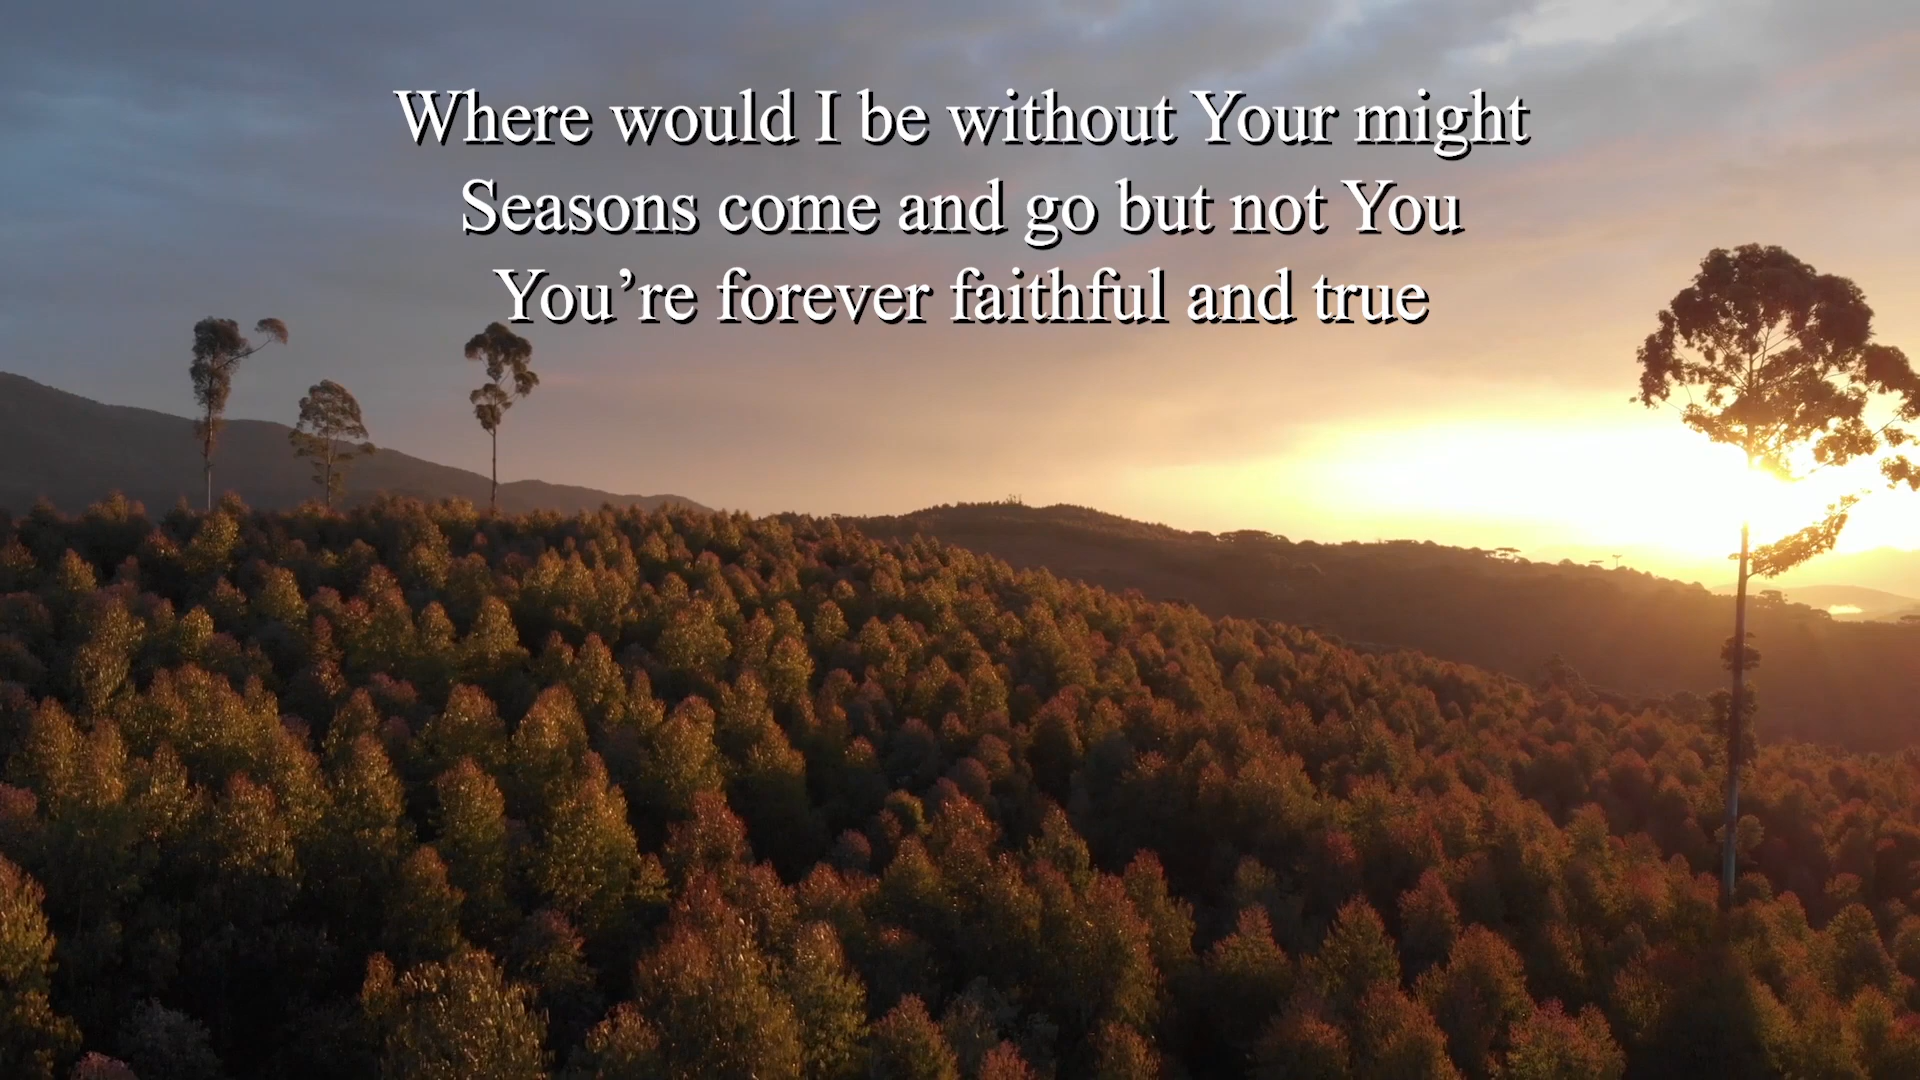 Where would I be without Your might
Seasons come and go but not You
You’re forever faithful and true